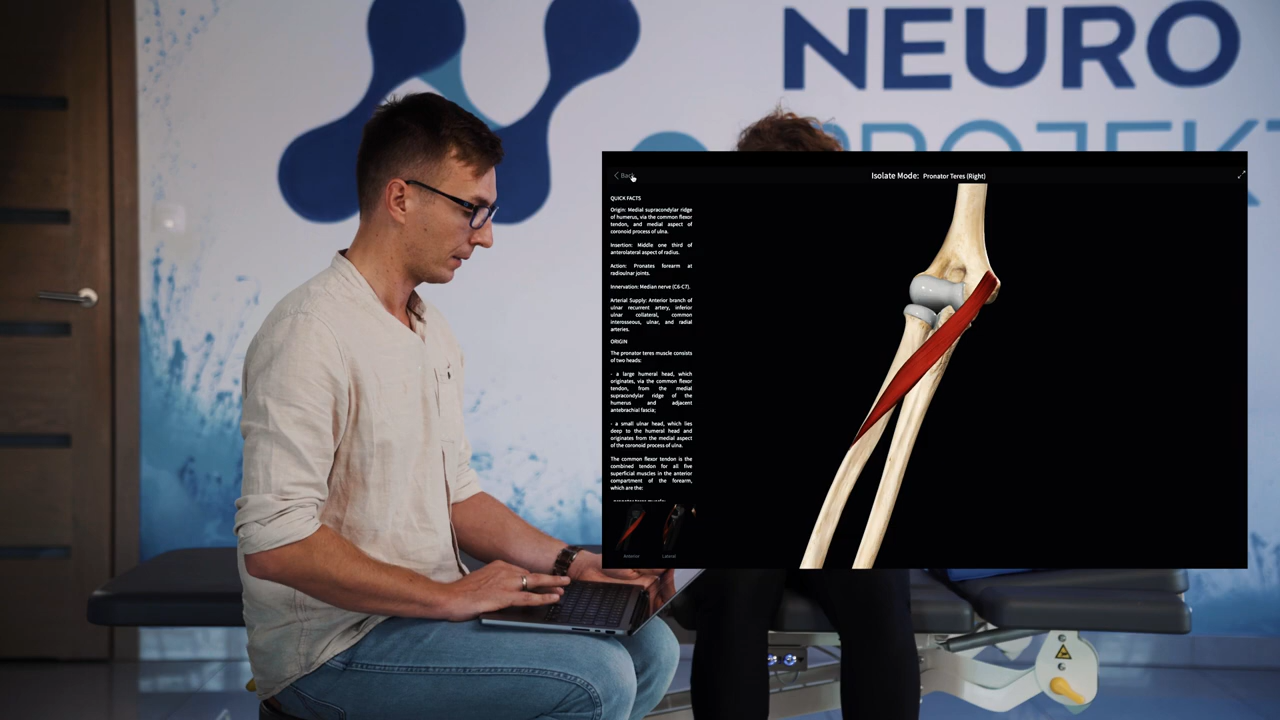 NEURO
PROJEKT
Back
Isolate Mode: Pronator Teres (Right)
QUICK FACTS
Origin: Medial supracondylar ridge
of humerus, via the common flexor
tendon, and medial aspect of
coronoid process of ulna.
Insertion: Middle one third of
anterolateral aspect of radius.
Action: Pronates forearm at
radioulnar joints.
Innervation: Median nerve (C6-C7).
Arterial Supply: Anterior branch of
ulnar recurrent artery, inferior
ulnar collateral, common
interosseous, ulnar, and radial
arteries.
ORIGIN
The pronator teres muscle consists
of two heads:
- a large humeral head, which
originates, via the common flexor
tendon, from the medial
supracondylar ridge of the
humerus and adjacent
antebrachial fascia;
- a small ulnar head, which lies
deep to the humeral head and
originates from the medial aspect
of the coronoid process of ulna.
The common flexor tendon is the
combined tendon for all five
superficial muscles in the anterior
compartment of the forearm,
which are the:
Anterior
Lateral